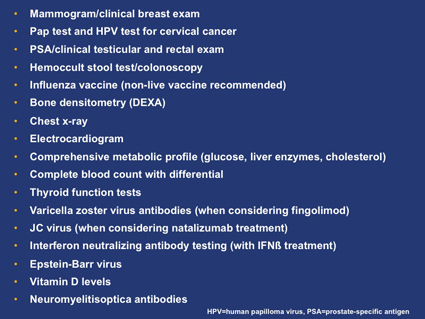 • Mammogram/clinical breast exam
• Pap test and HPV test for cervical cancer
• PSA/clinical testicular and rectal exam
• Hemoccult stool test/colonoscopy
• Influenza vaccine (non-live vaccine recommended)
• Bone densitometry (DEXA)
• Chest x-ray
• Electrocardiogram
• Comprehensive metabolic profile (glucose, liver enzymes, cholesterol)
• Complete blood count with differential
• Thyroid function tests
• Varicella zoster virus antibodies (when considering fingolimod)
• JC virus (when considering natalizumab treatment)
• Interferon neutralizing antibody testing (with IFNß treatment)
• Epstein-Barr virus
• Vitamin D levels
• Neuromyelitisoptica antibodies
HPV=human papilloma virus, PSA=prostate-specific antigen